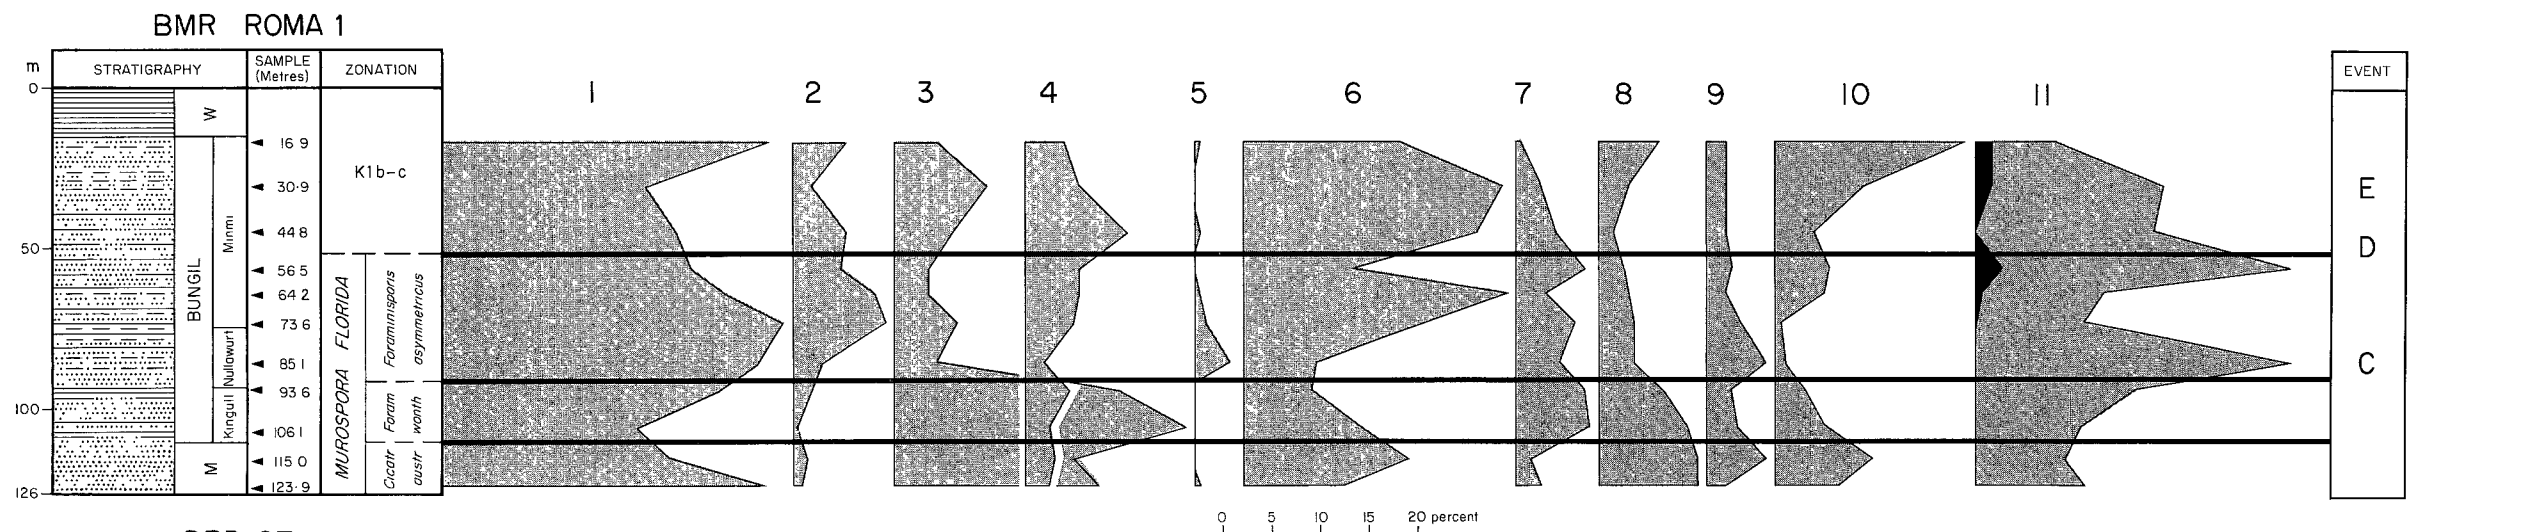 BMR ROMA 1
m
STRATIGRAPHY
SAMPLE
(Metres)
ZONATION
EVENT
1 2 3 4 5 6 7 8 9 10 11
0
50
100
126
W
BUNGIL
Minmi
Nullawurt
Kingull
M
16 9
30·9
44 8
56 5
64 2
73 6
85 1
93 6
106 1
115 0
123·9
K1b-c
MUROSPORA FLORIDA
Foraminisporis
asymmetricus
Foram
wonth
Cicatr
austr
E
D
C
0 5 10 15 20 percent